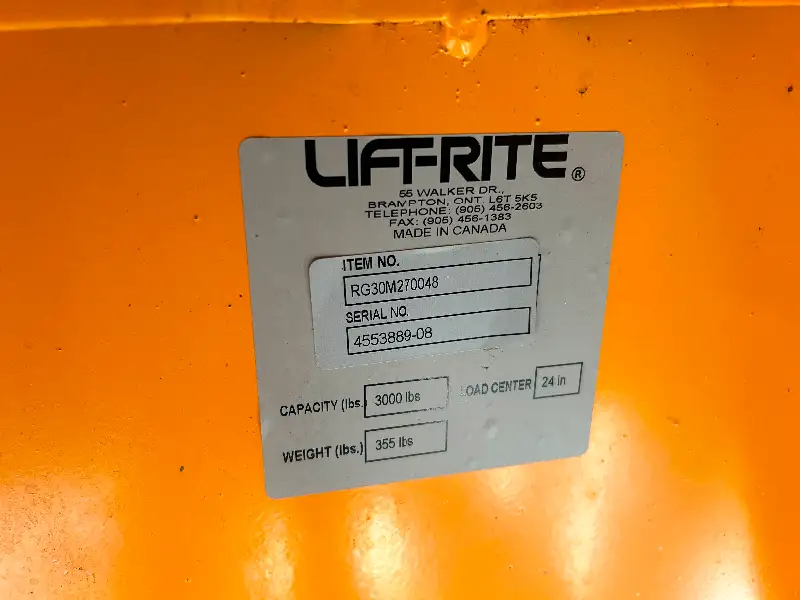 LIFT-RITE®
55 WALKER DR.,
BRAMPTON, ONT. L6T 5K5
TELEPHONE: (905) 456-2603
FAX: (905) 456-1383
MADE IN CANADA
ITEM NO.
RG30M270048
SERIAL NO.
4553889-08
CAPACITY (lbs.) 3000 lbs LOAD CENTER 24 in
WEIGHT (lbs.) 355 lbs